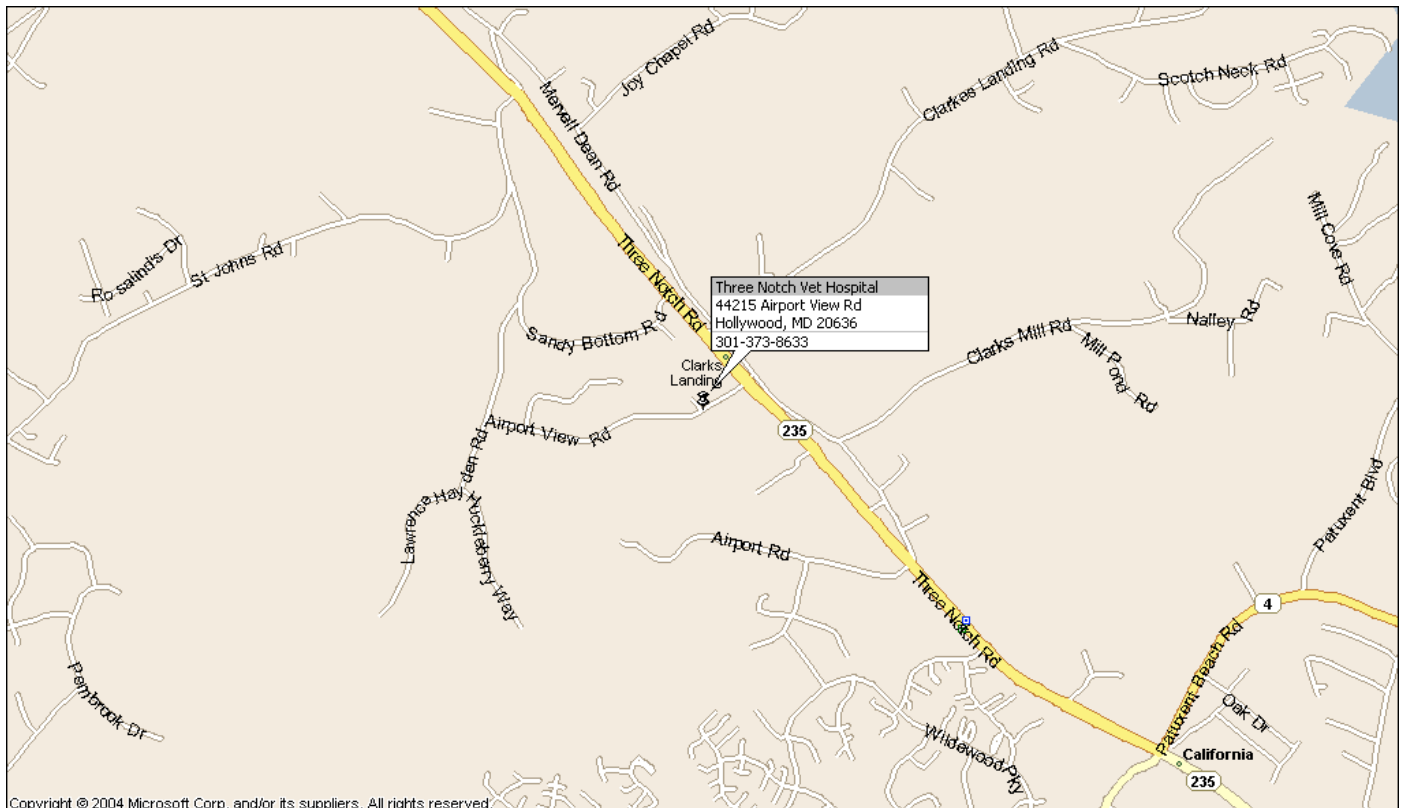 Joy Chapel Rd
Clarkes Landing Rd
Scotch Neck Rd
Mervell Dean Rd
Mill Cove Rd
Rosalind's Dr
St Johns Rd
Three Notch Rd
Three Notch Vet Hospital
44215 Airport View Rd
Hollywood, MD 20636
301-373-8633
Sandy Bottom Rd
Clarks Mill Rd
Nalley Rd
Mill Pond Rd
Clarks
Landing
Airport View Rd
235
Lawrence Hayden Rd
Huckleberry Way
Patuxent Blvd
Airport Rd
Three Notch Rd
4
Patuxent Beach Rd
Pembrook Dr
Oak Dr
Wildewood Pky
California
235
Copyright © 2004 Microsoft Corp. and/or its suppliers. All rights reserved.